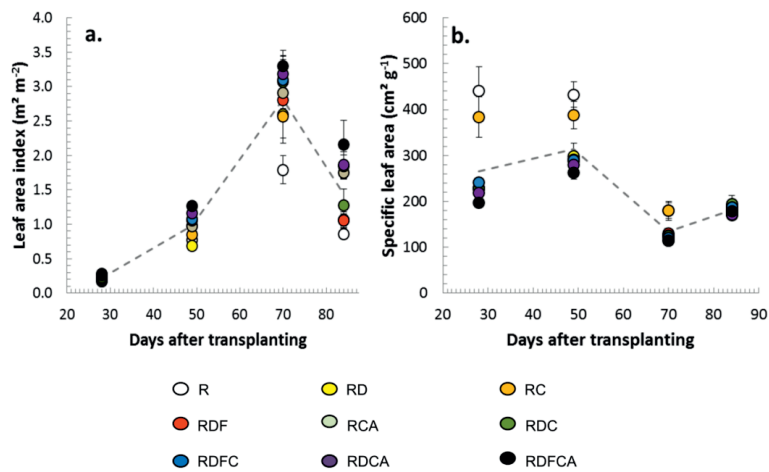 a.
Leaf area index (m² m⁻²)
4.0
3.5
3.0
2.5
2.0
1.5
1.0
0.5
0.0
20 30 40 50 60 70 80
Days after transplanting
b.
Specific leaf area (cm² g⁻¹)
600
500
400
300
200
100
0
20 30 40 50 60 70 80 90
Days after transplanting
R RD RC
RDF RCA RDC
RDFC RDCA RDFCA